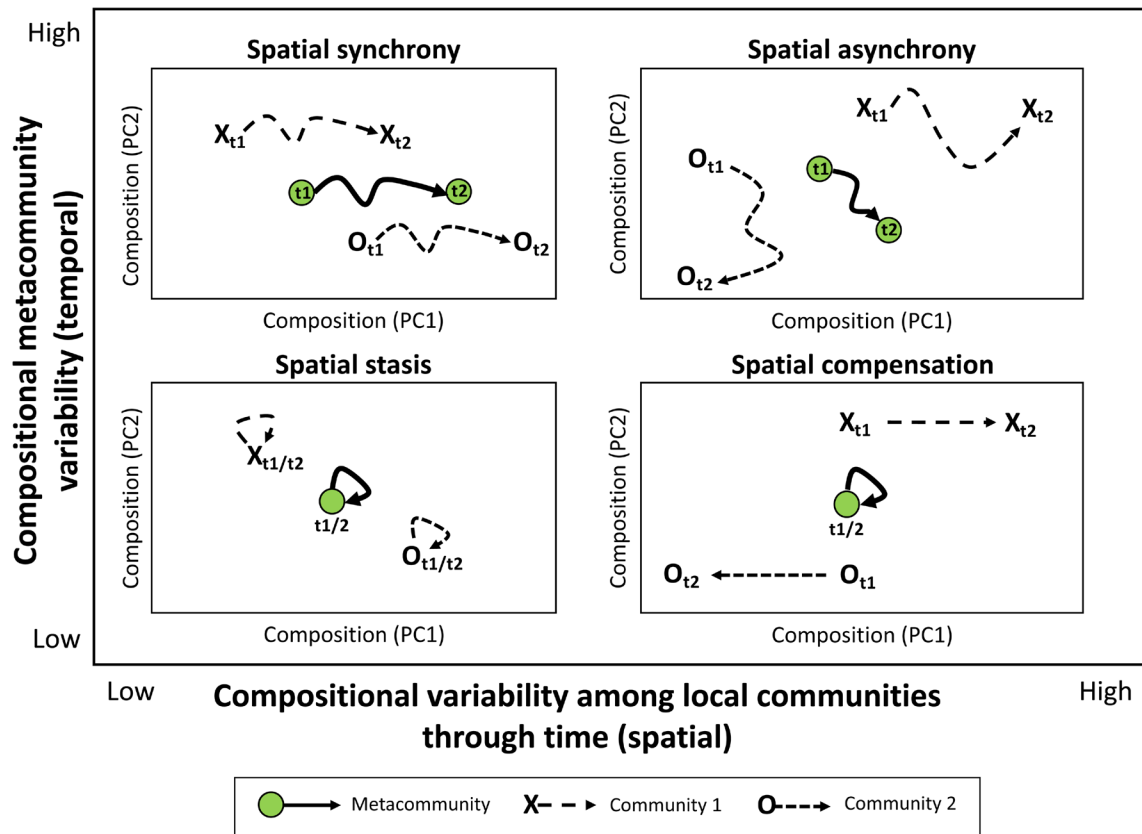 High
Compositional metacommunity
variability (temporal)
Low
Spatial synchrony
Composition (PC2)
Xt1
Xt2
t1
t2
Ot1
Ot2
Composition (PC1)
Spatial asynchrony
Composition (PC2)
Xt1
Xt2
Ot1
t1
t2
Ot2
Composition (PC1)
Spatial stasis
Composition (PC2)
Xt1/t2
t1/2
Ot1/t2
Composition (PC1)
Spatial compensation
Composition (PC2)
Xt1
Xt2
t1/2
Ot2
Ot1
Composition (PC1)
Low
High
Compositional variability among local communities
through time (spatial)
Metacommunity
X
Community 1
O
Community 2